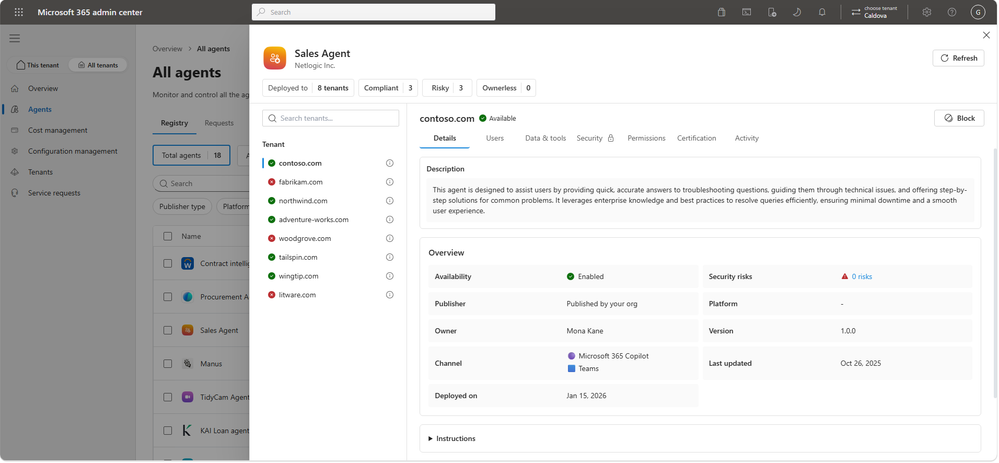 Microsoft 365 admin center
Search
choose tenant
Caldova
G
This tenant
All tenants
Overview
Agents
Cost management
Configuration management
Tenants
Service requests
Overview > All agents
All agents
Monitor and control all the ag
Registry
Requests
Total agents 18
Search
Publisher type
Platform
Name
Contract intellig
Procurement A
Sales Agent
Manus
TidyCam Agent
KAI Loan agent
Sales Agent
Netlogic Inc.
Refresh
Deployed to 8 tenants
Compliant 3
Risky 3
Ownerless 0
Search tenants...
Tenant
contoso.com
fabrikam.com
northwind.com
adventure-works.com
woodgrove.com
tailspin.com
wingtip.com
litware.com
contoso.com Available
Block
Details
Users
Data & tools
Security
Permissions
Certification
Activity
Description
This agent is designed to assist users by providing quick, accurate answers to troubleshooting questions, guiding them through technical issues, and offering step-by-
step solutions for common problems. It leverages enterprise knowledge and best practices to resolve queries efficiently, ensuring minimal downtime and a smooth
user experience.
Overview
Availability Enabled
Security risks 0 risks
Publisher Published by your org
Platform -
Owner Mona Kane
Version 1.0.0
Channel Microsoft 365 Copilot
Teams
Last updated Oct 26, 2025
Deployed on Jan 15, 2026
Instructions